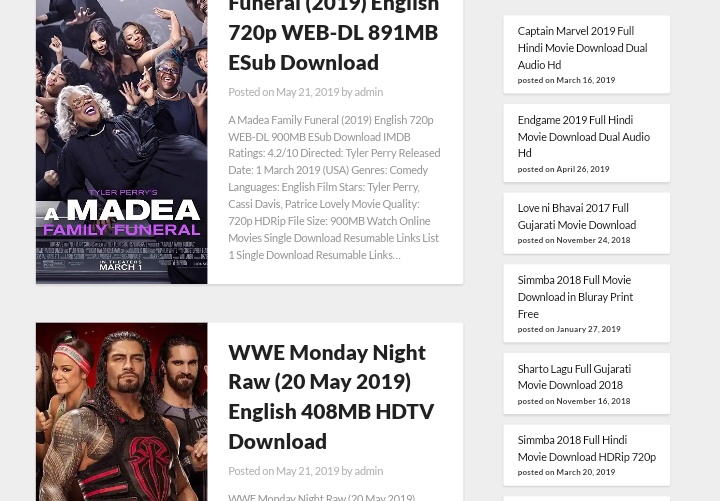 Funeral (2019) English
720p WEB-DL 891MB
ESub Download
Posted on May 21, 2019 by admin
A Madea Family Funeral (2019) English 720p
WEB-DL 900MB ESub Download IMDB
Ratings: 4.2/10 Directed: Tyler Perry Released
Date: 1 March 2019 (USA) Genres: Comedy
Languages: English Film Stars: Tyler Perry,
Cassi Davis, Patrice Lovely Movie Quality:
720p HDRip File Size: 900MB Watch Online
Movies Single Download Resumable Links List
1 Single Download Resumable Links…
TYLER PERRY'S
A MADEA
FAMILY FUNERAL
IN THEATERS
MARCH 1
WWE Monday Night
Raw (20 May 2019)
English 408MB HDTV
Download
Posted on May 21, 2019 by admin
WWE Monday Night Raw (20 May 2019)
Captain Marvel 2019 Full
Hindi Movie Download Dual
Audio Hd
posted on March 16, 2019
Endgame 2019 Full Hindi
Movie Download Dual Audio
Hd
posted on April 26, 2019
Love ni Bhavai 2017 Full
Gujarati Movie Download
posted on November 24, 2018
Simmba 2018 Full Movie
Download in Bluray Print
Free
posted on January 27, 2019
Sharto Lagu Full Gujarati
Movie Download 2018
posted on November 16, 2018
Simmba 2018 Full Hindi
Movie Download HDRip 720p
posted on March 20, 2019